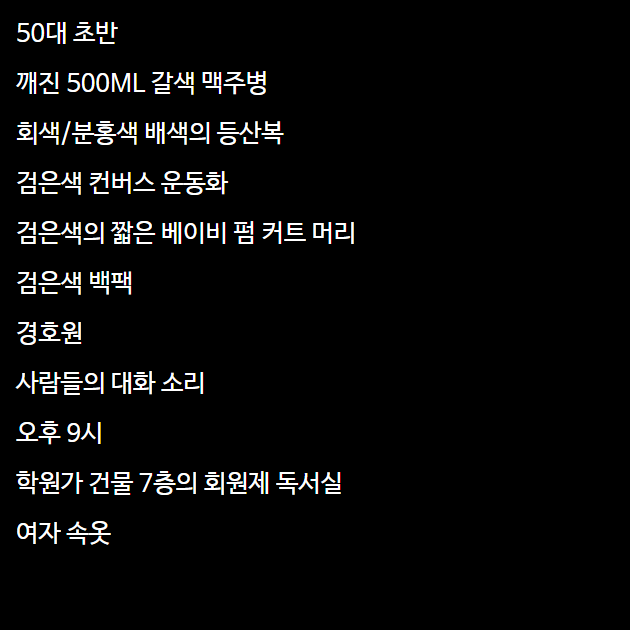 50대 초반
깨진 500ML 갈색 맥주병
회색/분홍색 배색의 등산복
검은색 컨버스 운동화
검은색의 짧은 베이비 펌 커트 머리
검은색 백팩
경호원
사람들의 대화 소리
오후 9시
학원가 건물 7층의 회원제 독서실
여자 속옷